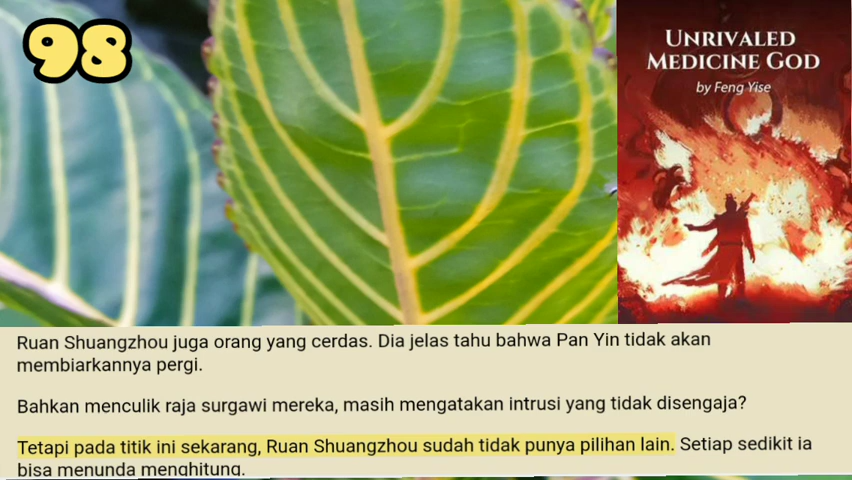 98
UNRIVALED
MEDICINE GOD
by Feng Yise
Ruan Shuangzhou juga orang yang cerdas. Dia jelas tahu bahwa Pan Yin tidak akan
membiarkannya pergi.
Bahkan menculik raja surgawi mereka, masih mengatakan intrusi yang tidak disengaja?
Tetapi pada titik ini sekarang, Ruan Shuangzhou sudah tidak punya pilihan lain. Setiap sedikit ia
bisa menunda menghitung.